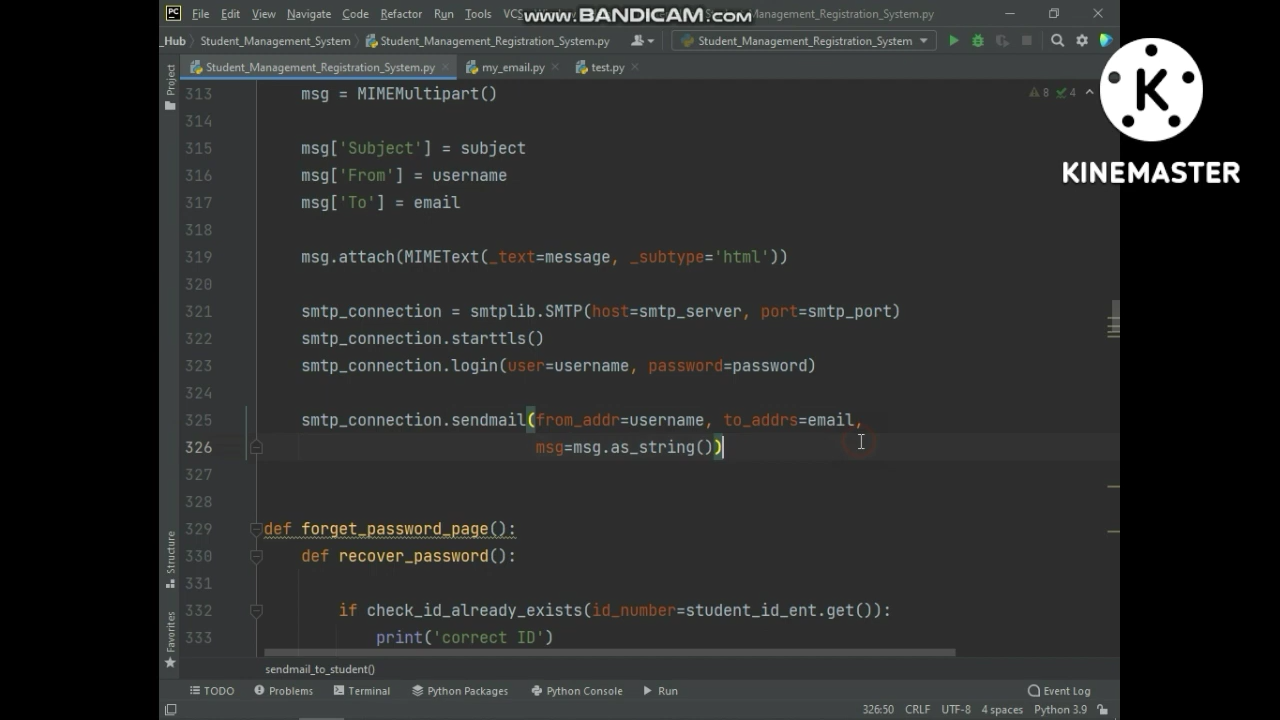 PC File Edit View Navigate Code Refactor Run Tools VCS www.BANDICAM.com _Management_Registration_System.py
_Hub Student_Management_System Student_Management_Registration_System.py Student_Management_Registration_System
Student_Management_Registration_System.py my_email.py test.py
Project
313 msg = MIMEMultipart() 8 4
314
315 msg['Subject'] = subject
316 msg['From'] = username
317 msg['To'] = email
318
319 msg.attach(MIMEText(_text=message, _subtype='html'))
320
321 smtp_connection = smtplib.SMTP(host=smtp_server, port=smtp_port)
322 smtp_connection.starttls()
323 smtp_connection.login(user=username, password=password)
324
325 smtp_connection.sendmail(from_addr=username, to_addrs=email,
326 msg=msg.as_string())
327
328
329 def forget_password_page():
330 def recover_password():
331
332 if check_id_already_exists(id_number=student_id_ent.get()):
333 print('correct ID')
Structure
Favorites
sendmail_to_student()
TODO Problems Terminal Python Packages Python Console Run Event Log
326:50 CRLF UTF-8 4 spaces Python 3.9
K
KINEMASTER